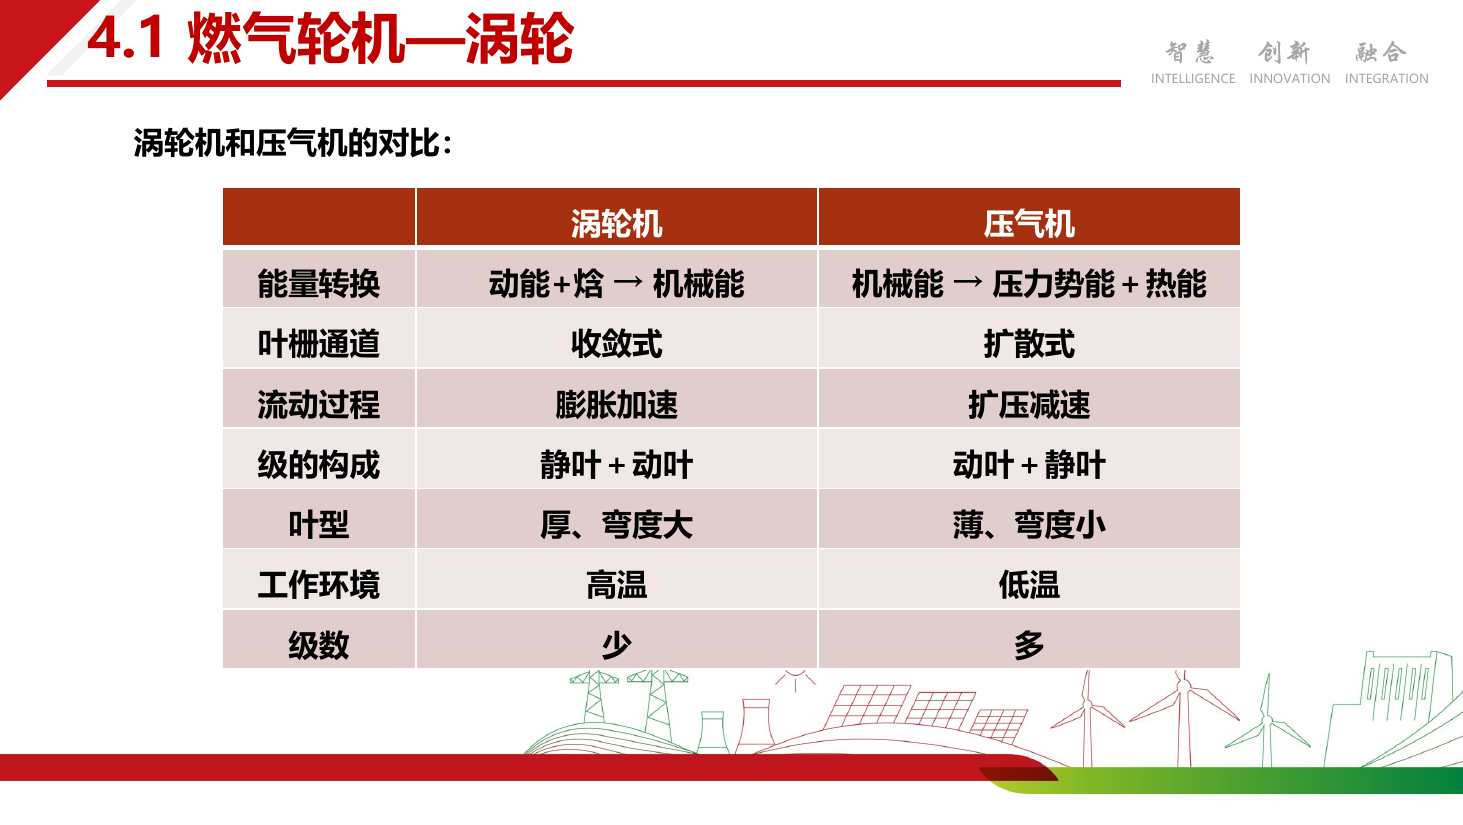 4.1 燃气轮机—涡轮
智慧 创新 融合
INTELLIGENCE INNOVATION INTEGRATION
涡轮机和压气机的对比：
涡轮机 压气机
能量转换 动能+焓 → 机械能 机械能 → 压力势能 + 热能
叶栅通道 收敛式 扩散式
流动过程 膨胀加速 扩压减速
级的构成 静叶 + 动叶 动叶 + 静叶
叶型 厚、弯度大 薄、弯度小
工作环境 高温 低温
级数 少 多